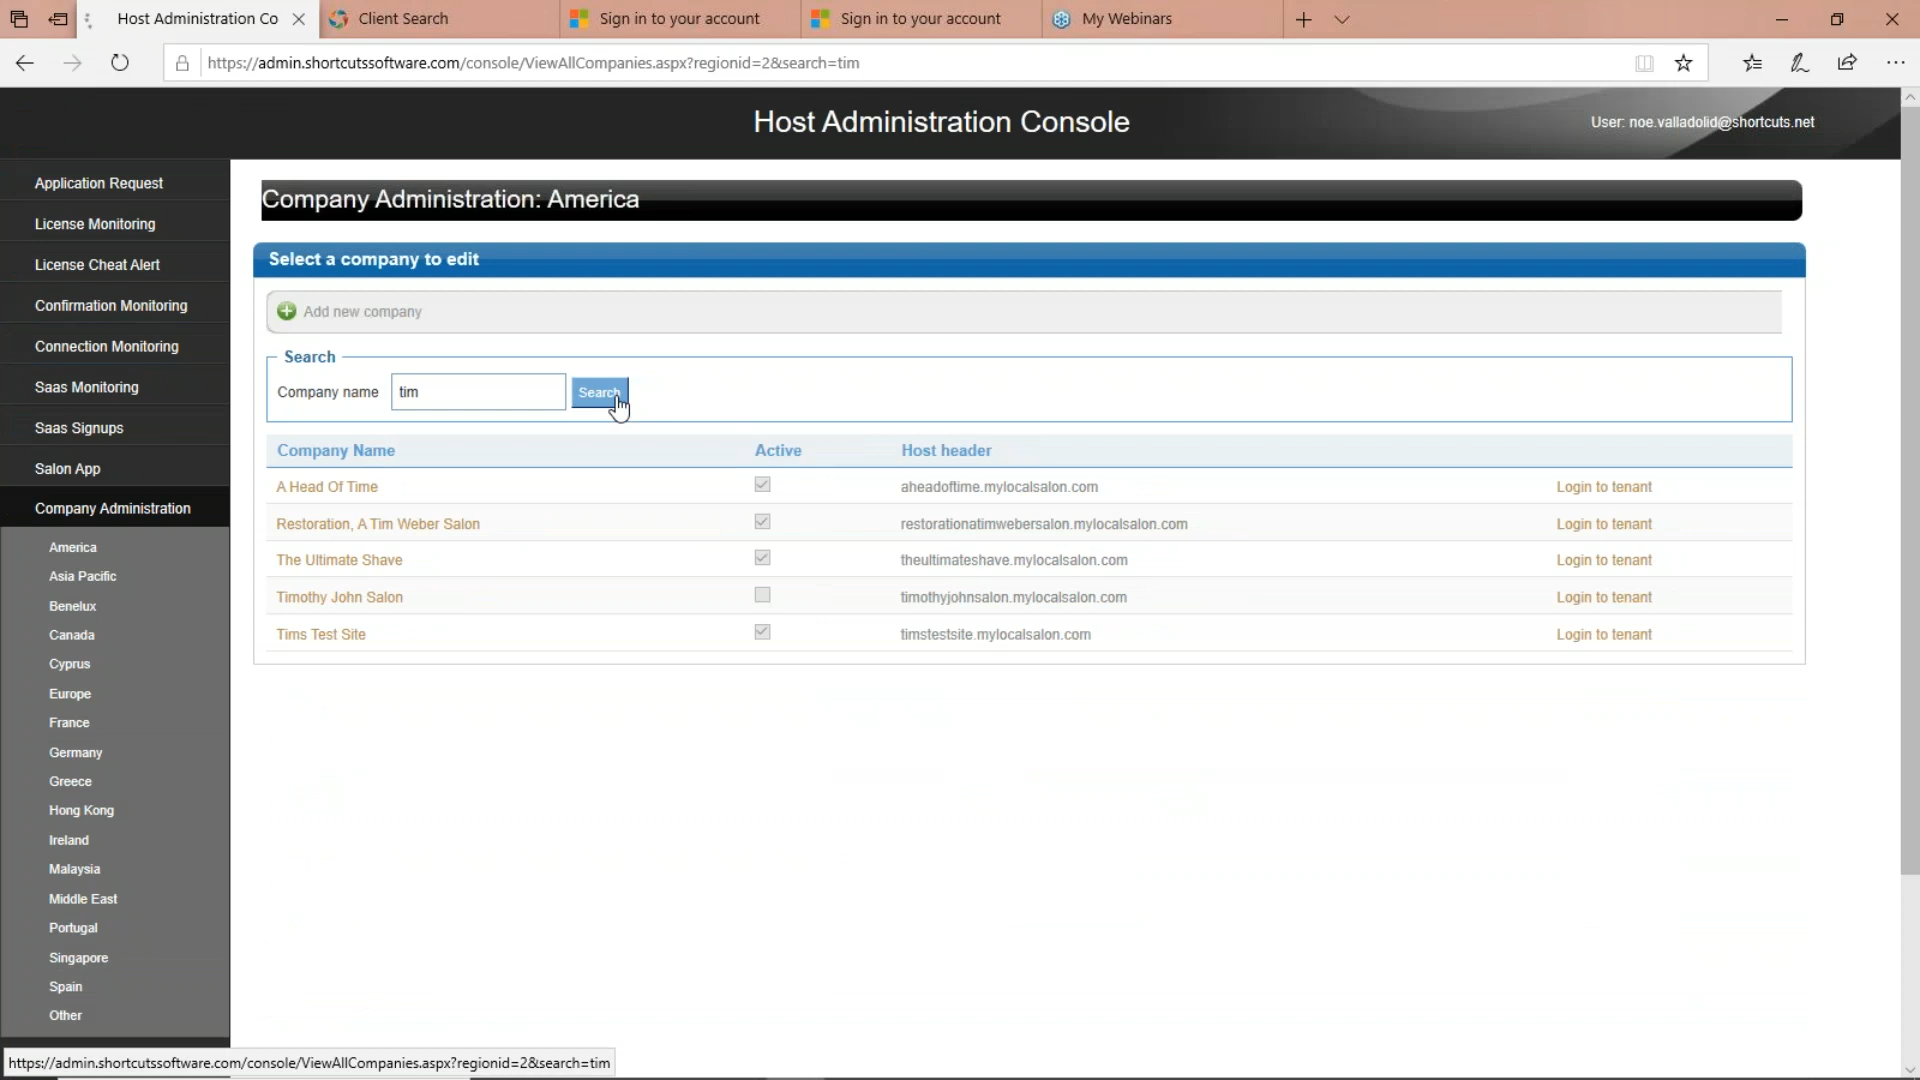 Host Administration Co
Client Search
Sign in to your account
Sign in to your account
My Webinars
https://admin.shortcutssoftware.com/console/ViewAllCompanies.aspx?regionid=2&search=tim
Host Administration Console
User: noe.valladolid@shortcuts.net
Application Request
License Monitoring
License Cheat Alert
Confirmation Monitoring
Connection Monitoring
Saas Monitoring
Saas Signups
Salon App
Company Administration
America
Asia Pacific
Benelux
Canada
Cyprus
Europe
France
Germany
Greece
Hong Kong
Ireland
Malaysia
Middle East
Portugal
Singapore
Spain
Other
Company Administration: America
Select a company to edit
Add new company
Search
Company name tim Search
Company Name Active Host header
A Head Of Time aheadoftime.mylocalsalon.com Login to tenant
Restoration, A Tim Weber Salon restorationatimwebersalon.mylocalsalon.com Login to tenant
The Ultimate Shave theultimateshave.mylocalsalon.com Login to tenant
Timothy John Salon timothyjohnsalon.mylocalsalon.com Login to tenant
Tims Test Site timstestsite.mylocalsalon.com Login to tenant
https://admin.shortcutssoftware.com/console/ViewAllCompanies.aspx?regionid=2&search=tim